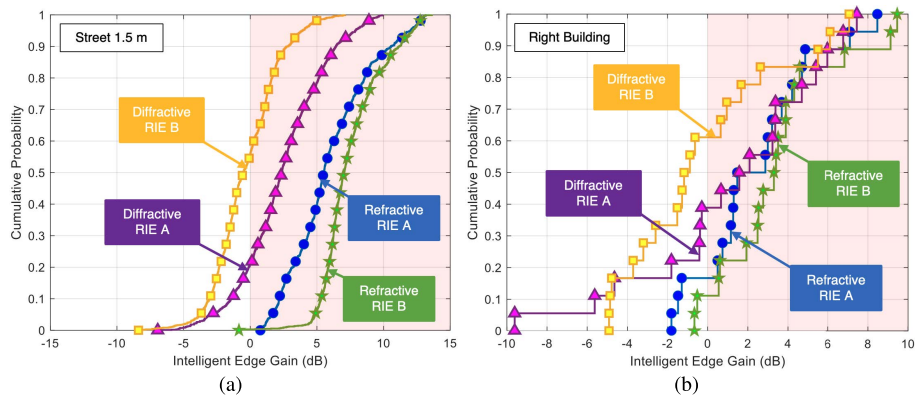 (a)
Street 1.5 m
Cumulative Probability
1
0.9
0.8
0.7
0.6
0.5
0.4
0.3
0.2
0.1
0
Diffractive
RIE B
Diffractive
RIE A
Refractive
RIE A
Refractive
RIE B
-15 -10 -5 0 5 10 15
Intelligent Edge Gain (dB)
(a)
(b)
Right Building
Cumulative Probability
1
0.9
0.8
0.7
0.6
0.5
0.4
0.3
0.2
0.1
0
Diffractive
RIE B
Diffractive
RIE A
Refractive
RIE B
Refractive
RIE A
-10 -8 -6 -4 -2 0 2 4 6 8 10
Intelligent Edge Gain (dB)
(b)